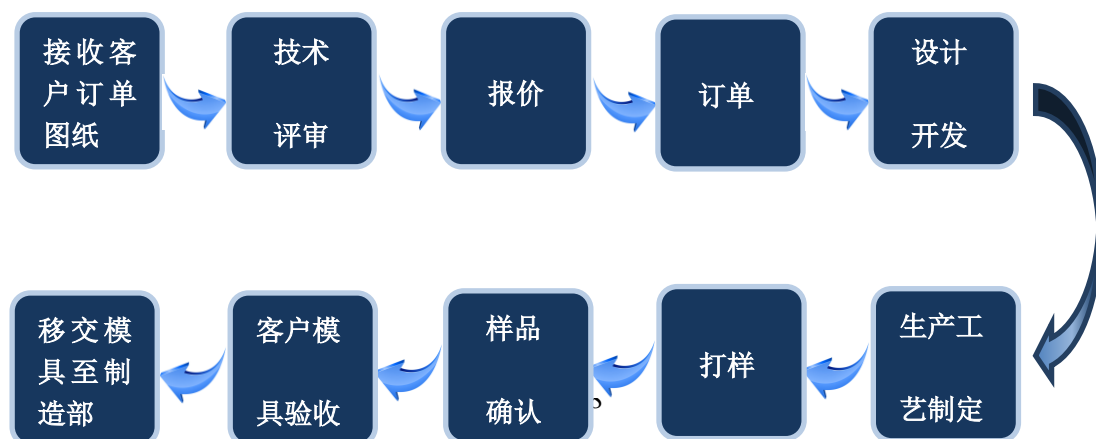 接收客
户订单
图纸
技术
评审
报价
订单
设计
开发
生产工
艺制定
打样
样品
确认
客户模
具验收
移交模
具至制
造部